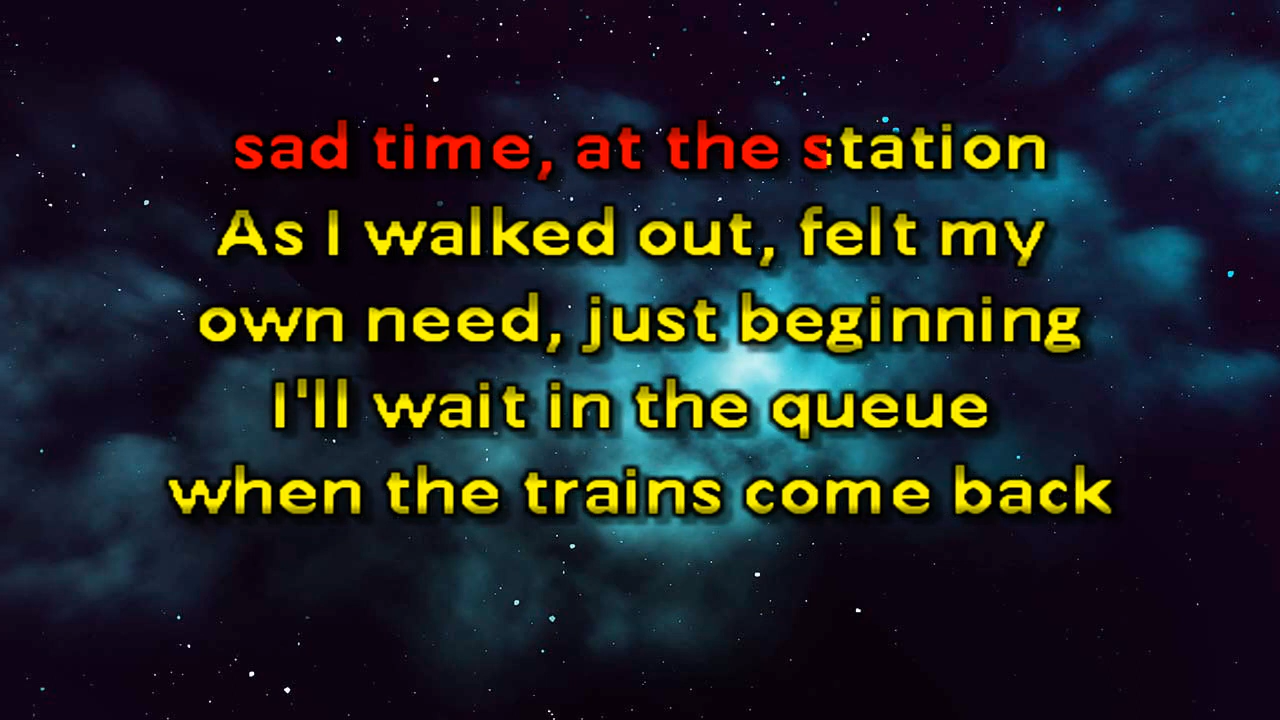 sad time, at the station
As I walked out, felt my
own need, just beginning
I'll wait in the queue
when the trains come back